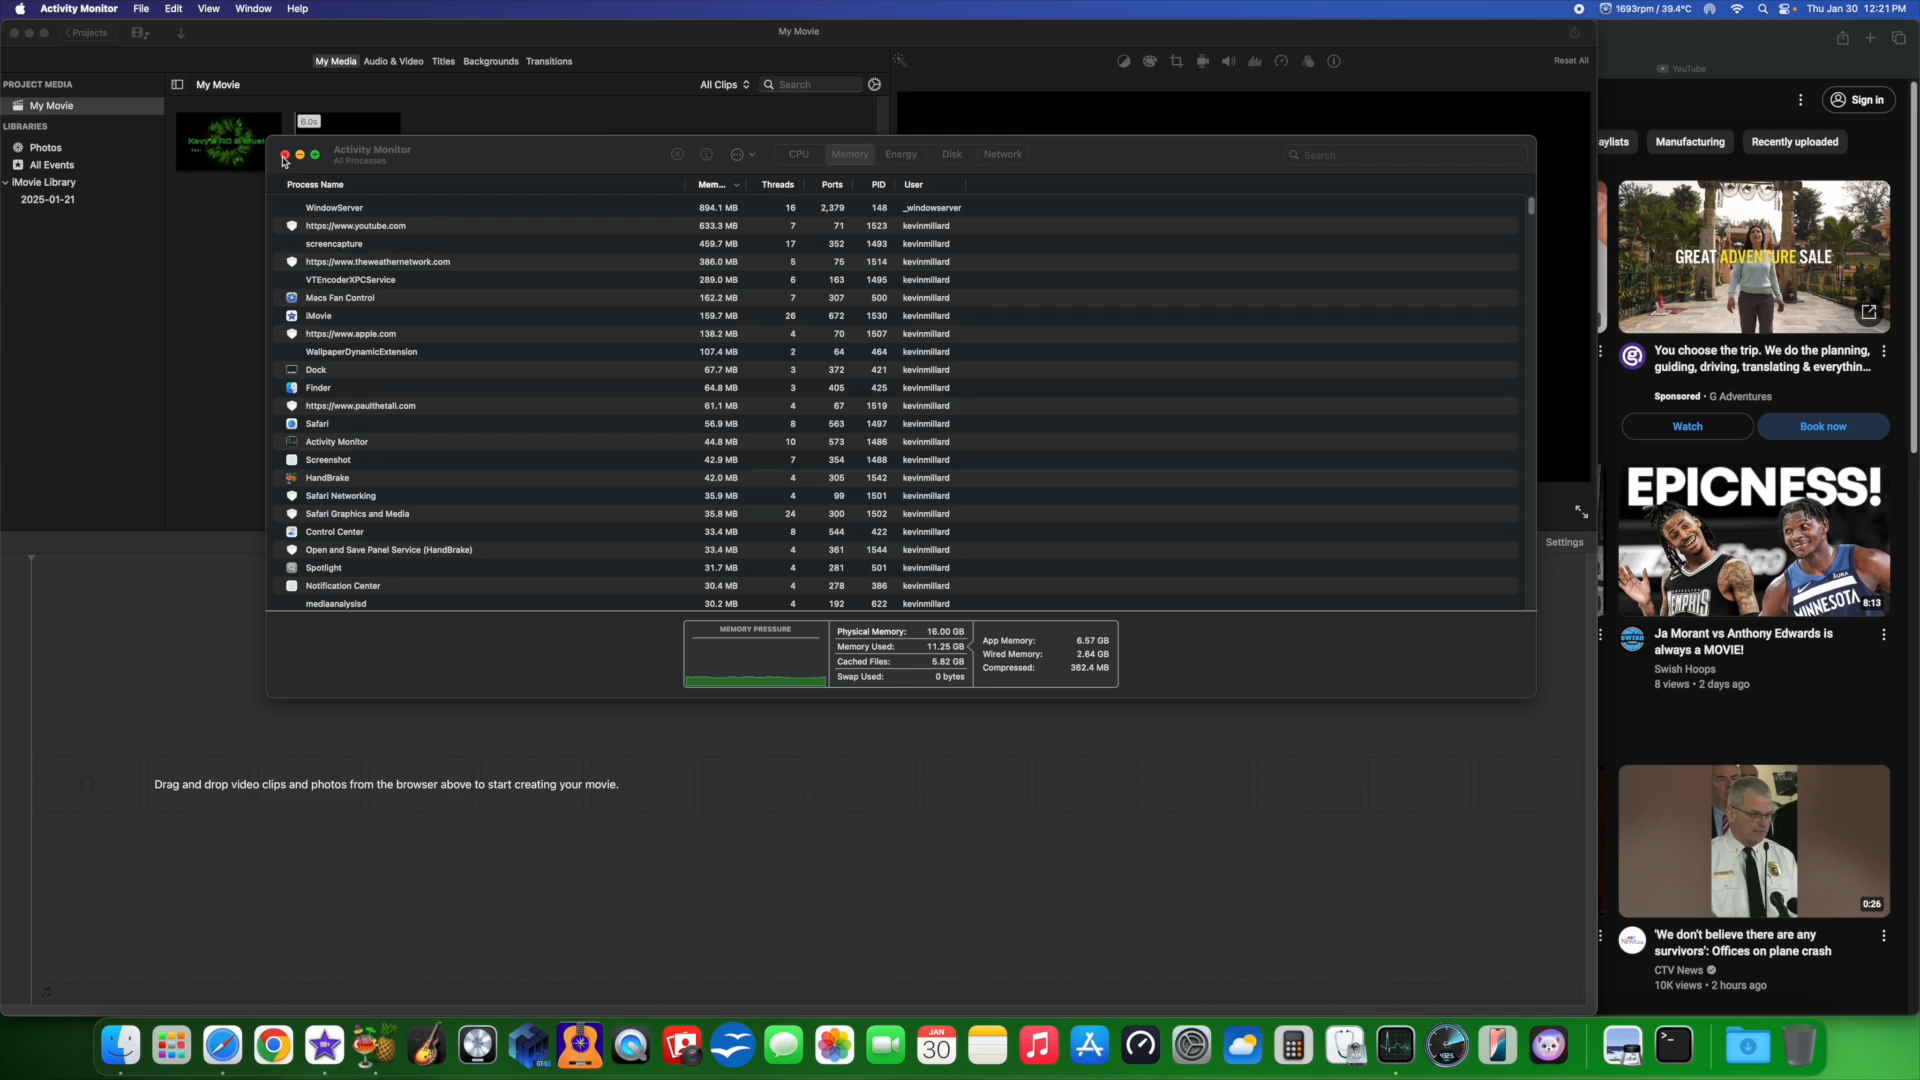 Activity Monitor File Edit View Window Help
1693rpm / 39.4°C Thu Jan 30 12:21 PM
Projects
My Movie
My Media Audio & Video Titles Backgrounds Transitions
Reset All
YouTube
PROJECT MEDIA
My Movie
All Clips
Search
My Movie
LIBRARIES
Photos
All Events
iMovie Library
2025-01-21
6.0s
Sign in
aylists
Manufacturing
Recently uploaded
Activity Monitor
All Processes
CPU Memory Energy Disk Network
Search
Process Name Mem... Threads Ports PID User
WindowServer 894.1 MB 16 2,379 148 _windowserver
https://www.youtube.com 633.3 MB 7 71 1523 kevinmillard
screencapture 459.7 MB 17 352 1493 kevinmillard
https://www.theweathernetwork.com 386.0 MB 5 75 1514 kevinmillard
VTEncoderXPCService 289.0 MB 6 163 1495 kevinmillard
Macs Fan Control 162.2 MB 7 307 500 kevinmillard
iMovie 159.7 MB 26 672 1530 kevinmillard
https://www.apple.com 138.2 MB 4 70 1507 kevinmillard
WallpaperDynamicExtension 107.4 MB 2 64 464 kevinmillard
Dock 67.7 MB 3 372 421 kevinmillard
Finder 64.8 MB 3 405 425 kevinmillard
https://www.paulthetall.com 61.1 MB 4 67 1519 kevinmillard
Safari 56.9 MB 8 563 1497 kevinmillard
Activity Monitor 44.8 MB 10 573 1486 kevinmillard
Screenshot 42.9 MB 7 354 1488 kevinmillard
HandBrake 42.0 MB 4 305 1542 kevinmillard
Safari Networking 35.9 MB 4 99 1501 kevinmillard
Safari Graphics and Media 35.8 MB 24 300 1502 kevinmillard
Control Center 33.4 MB 8 544 422 kevinmillard
Open and Save Panel Service (HandBrake) 33.4 MB 4 361 1544 kevinmillard
Spotlight 31.7 MB 4 281 501 kevinmillard
Notification Center 30.4 MB 4 278 386 kevinmillard
mediaanalysisd 30.2 MB 4 192 622 kevinmillard
MEMORY PRESSURE
Physical Memory: 16.00 GB
Memory Used: 11.25 GB
Cached Files: 5.82 GB
Swap Used: 0 bytes
App Memory: 6.57 GB
Wired Memory: 2.64 GB
Compressed: 362.4 MB
Settings
Drag and drop video clips and photos from the browser above to start creating your movie.
GREAT ADVENTURE SALE
You choose the trip. We do the planning,
guiding, driving, translating & everythin...
Sponsored · G Adventures
Watch
Book now
EPICNESS!
MEMPHIS
MINNESOTA
8:13
Ja Morant vs Anthony Edwards is
always a MOVIE!
Swish Hoops
8 views · 2 days ago
0:26
'We don't believe there are any
survivors': Offices on plane crash
CTV News
10K views · 2 hours ago
JAN
30